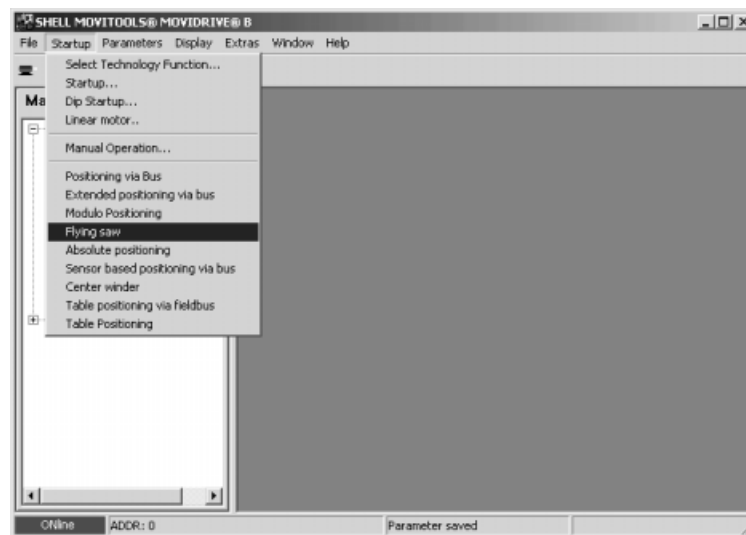 SHELL MOVITOOLS® MOVIDRIVE® B
File Startup Parameters Display Extras Window Help
Select Technology Function...
Startup...
Ma
Dip Startup...
Linear motor..
Manual Operation...
Positioning via Bus
Extended positioning via bus
Modulo Positioning
Flying saw
Absolute positioning
Sensor based positioning via bus
Center winder
Table positioning via fieldbus
Table Positioning
ONline ADDR: 0 Parameter saved